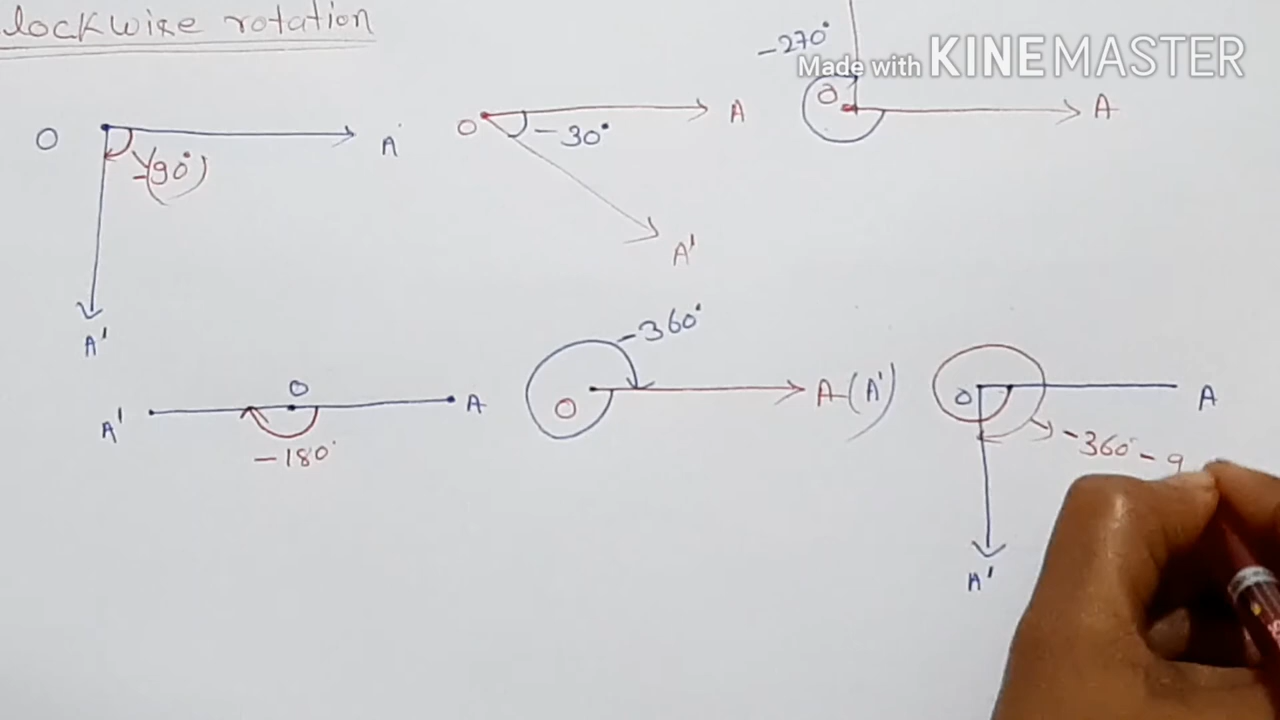 lockwise rotation
-270°
Made with KINEMASTER
O
A
O
-(90°)
A'
O
-30°
A
A'
O
A
A'
O
A
-180°
-360°
O
A-(A')
O
A
-360°-9
A'